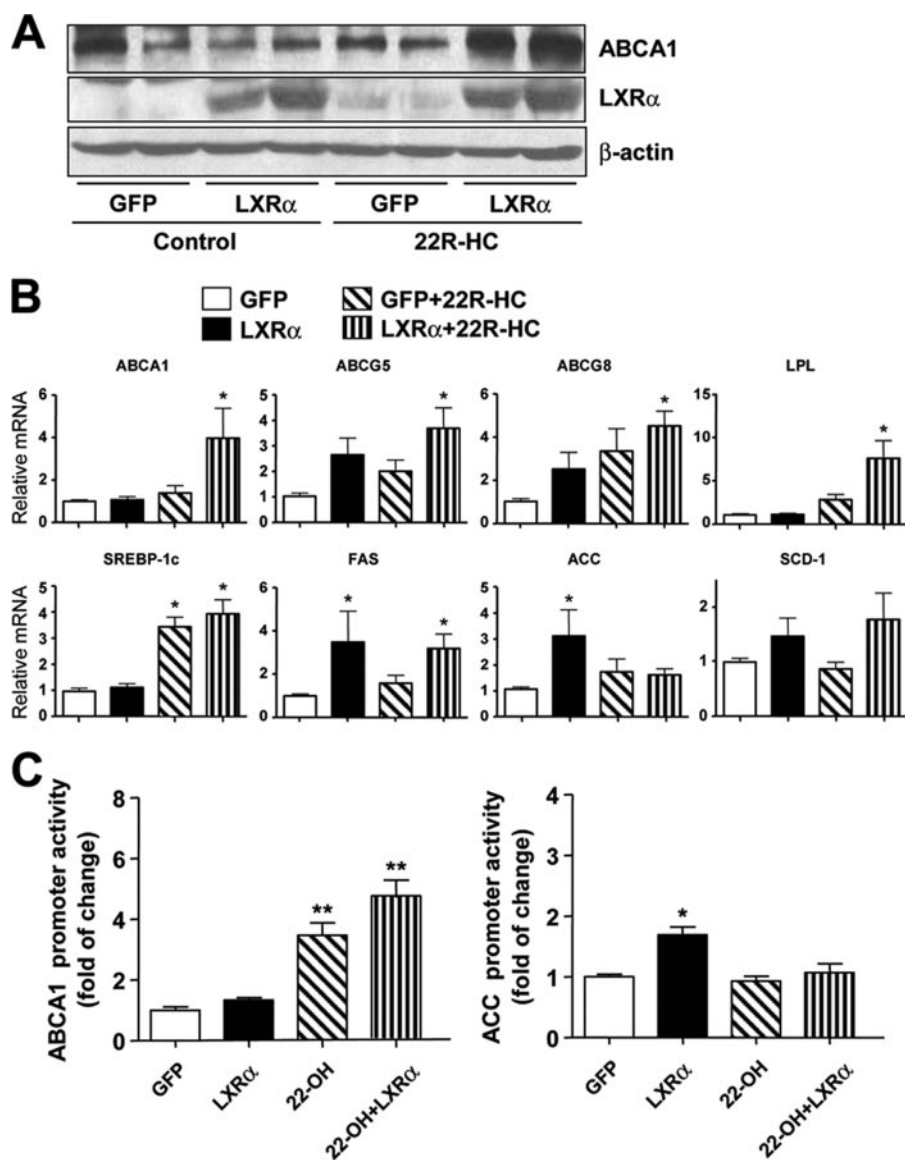 A
ABCA1
LXRα
β-actin
GFP LXRα GFP LXRα
Control 22R-HC
B
GFP GFP+22R-HC
LXRα LXRα+22R-HC
ABCA1 ABCG5 ABCG8 LPL
Relative mRNA
6 4 2 0
*
5 4 3 2 1 0
*
6 4 2 0
*
15 10 5 0
*
SREBP-1c FAS ACC SCD-1
Relative mRNA
5 4 3 2 1 0
* *
6 4 2 0
* *
5 4 3 2 1 0
*
2 1 0
C
ABCA1 promoter activity
(fold of change)
8 6 4 2 0
** **
GFP LXRα 22-OH 22-OH+LXRα
ACC promoter activity
(fold of change)
4 3 2 1 0
*
GFP LXRα 22-OH 22-OH+LXRα